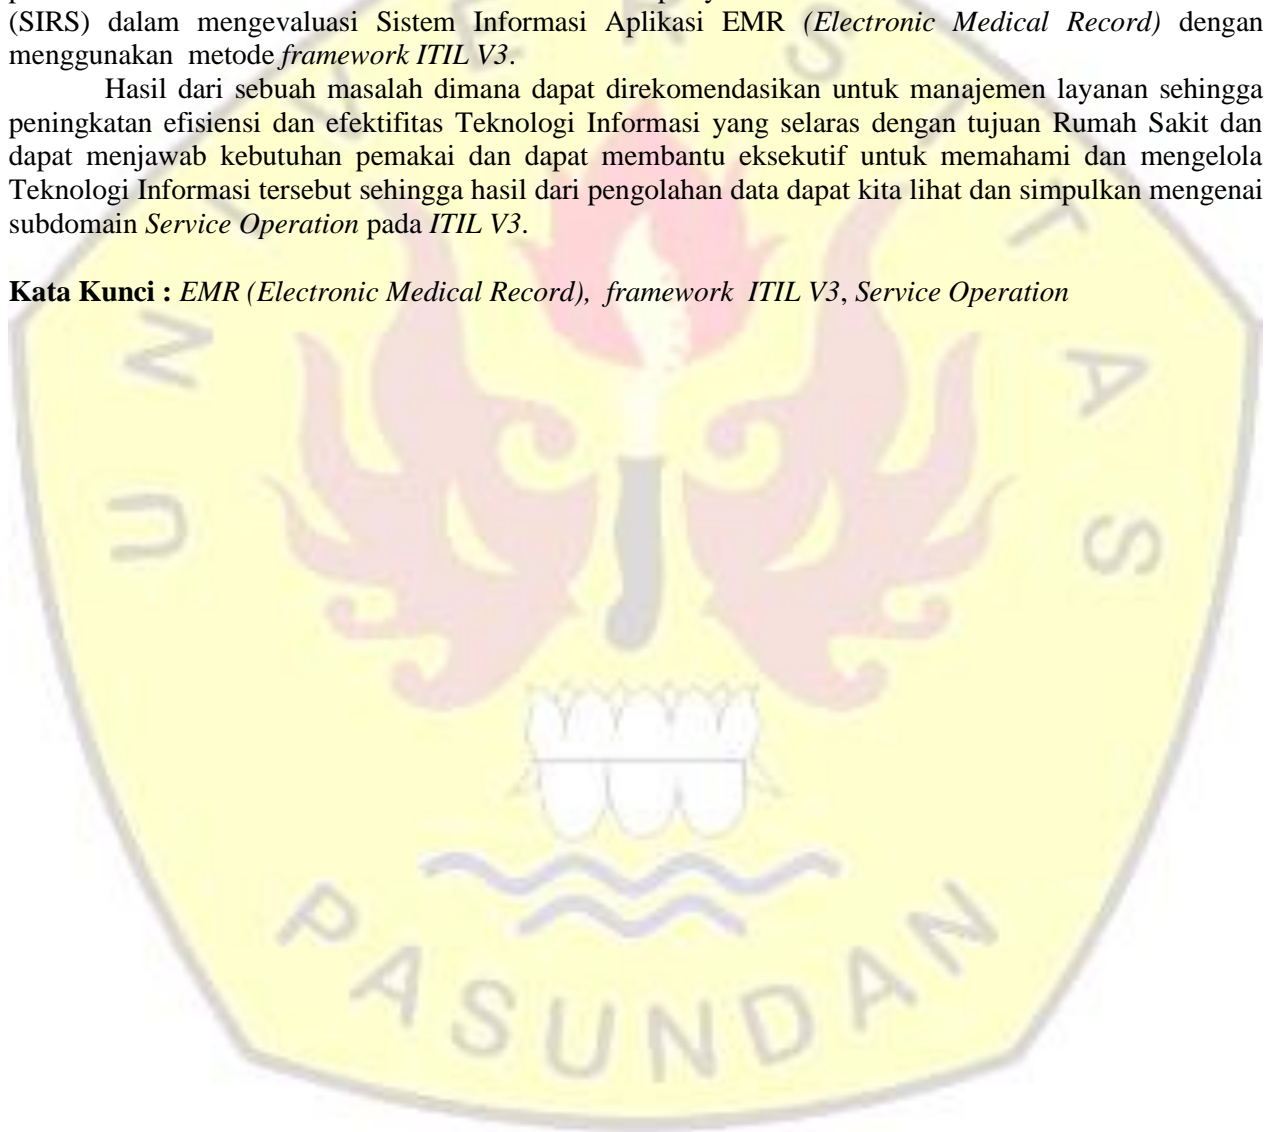 (SIRS) dalam mengevaluasi Sistem Informasi Aplikasi EMR (Electronic Medical Record) dengan
menggunakan metode framework ITIL V3.
Hasil dari sebuah masalah dimana dapat direkomendasikan untuk manajemen layanan sehingga
peningkatan efisiensi dan efektifitas Teknologi Informasi yang selaras dengan tujuan Rumah Sakit dan
dapat menjawab kebutuhan pemakai dan dapat membantu eksekutif untuk memahami dan mengelola
Teknologi Informasi tersebut sehingga hasil dari pengolahan data dapat kita lihat dan simpulkan mengenai
subdomain Service Operation pada ITIL V3.
Kata Kunci : EMR (Electronic Medical Record), framework ITIL V3, Service Operation
UNIVERSITAS
PASUNDAN